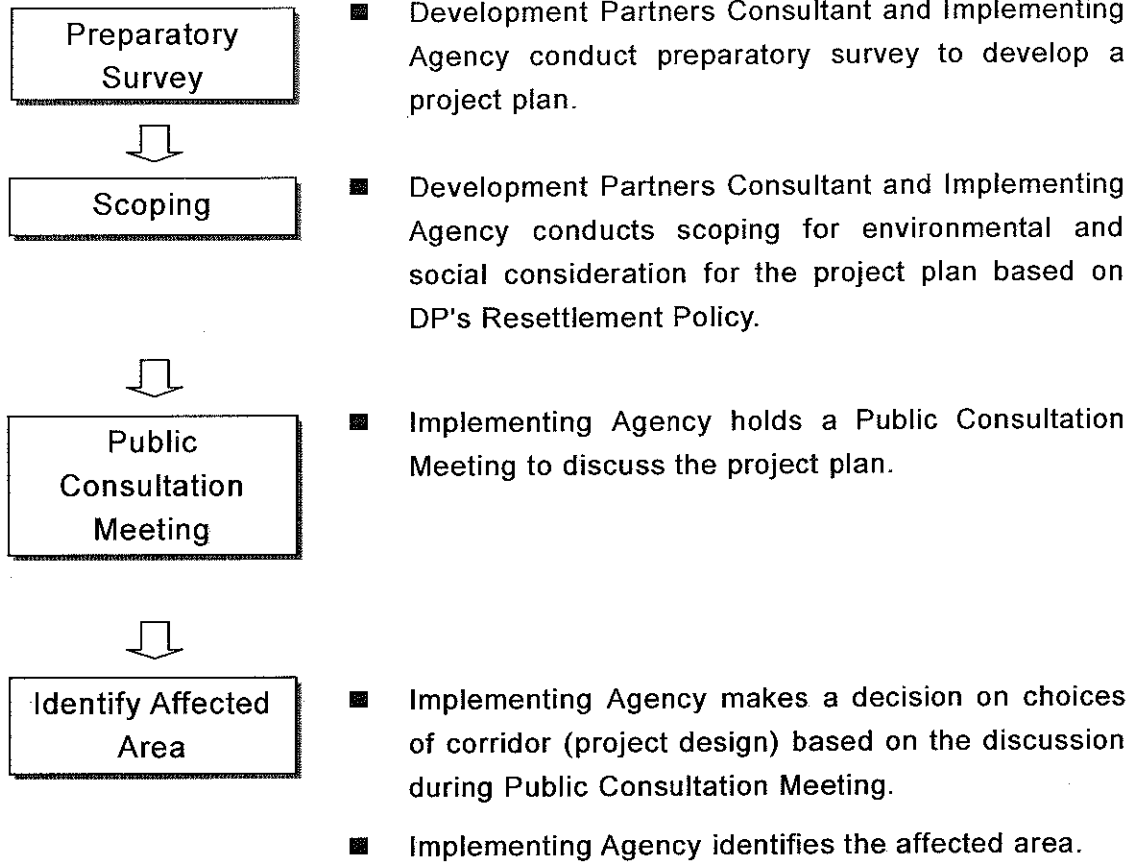 Preparatory
Survey
■ Development Partners Consultant and Implementing
Agency conduct preparatory survey to develop a
project plan.
Scoping
■ Development Partners Consultant and Implementing
Agency conducts scoping for environmental and
social consideration for the project plan based on
DP's Resettlement Policy.
Public
Consultation
Meeting
■ Implementing Agency holds a Public Consultation
Meeting to discuss the project plan.
Identify Affected
Area
■ Implementing Agency makes a decision on choices
of corridor (project design) based on the discussion
during Public Consultation Meeting.
■ Implementing Agency identifies the affected area.